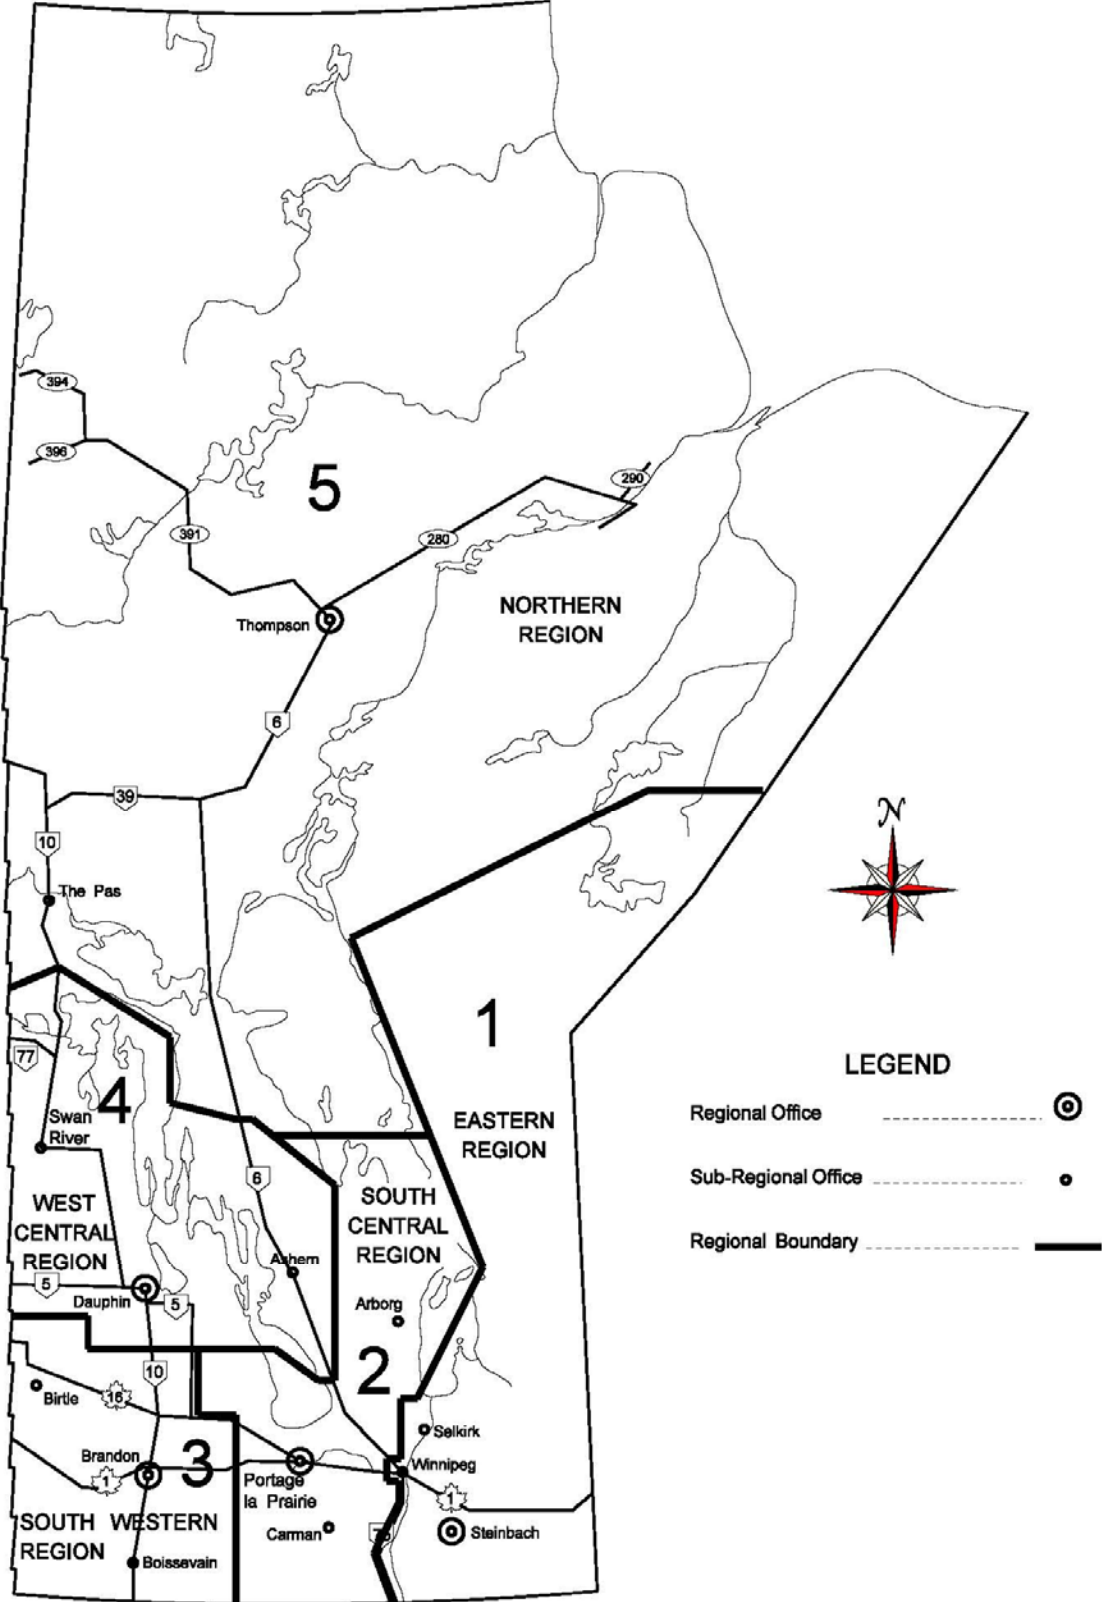 394
396
5
290
391
280
NORTHERN
REGION
Thompson
6
39
N
10
The Pas
1
LEGEND
77
4
Regional Office
Swan
River
EASTERN
REGION
6
Sub-Regional Office
WEST
CENTRAL
REGION
SOUTH
CENTRAL
REGION
Regional Boundary
Ashern
5
Dauphin
5
Arborg
2
10
16
Birtle
Selkirk
Brandon
3
Winnipeg
1
Portage
la Prairie
1
SOUTH WESTERN
REGION
Carman
Steinbach
Boissevain